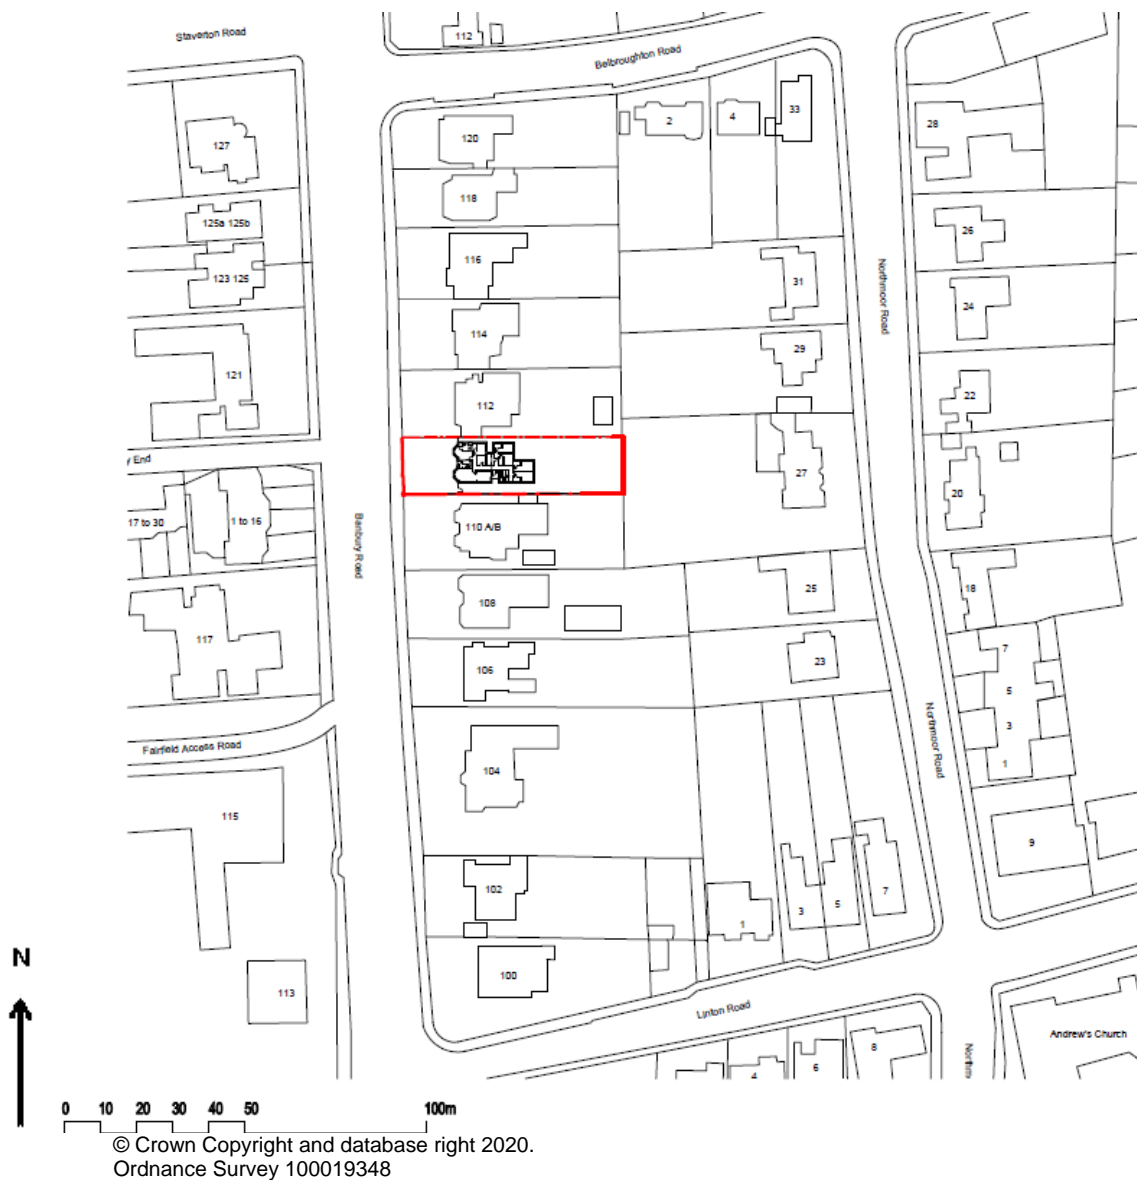 Staverton Road
112
Belbroughton Road
127
120
2
4
33
28
118
125a 125b
26
116
123 125
31
Northmoor Road
24
114
29
121
22
112
y End
27
20
17 to 30
1 to 16
110 A/B
Banbury Road
25
18
108
117
7
106
23
5
Northmoor Road
3
Fairfield Access Road
104
1
115
9
102
7
5
3
1
N
100
113
Linton Road
Andrew's Church
8
Northm
6
4
0 10 20 30 40 50 100m
© Crown Copyright and database right 2020.
Ordnance Survey 100019348